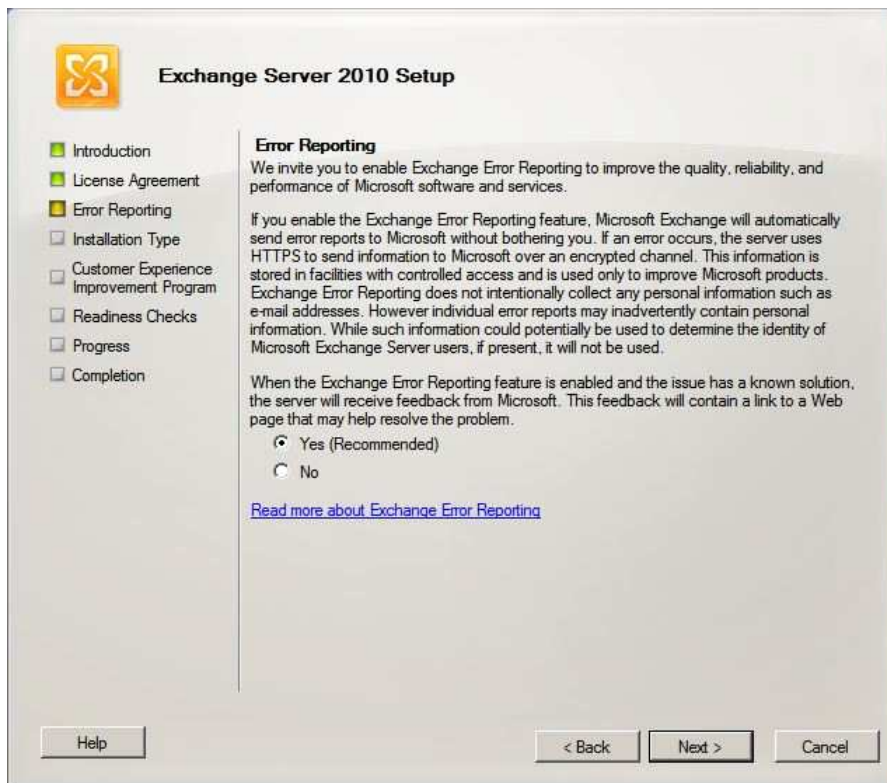 Exchange Server 2010 Setup
Introduction
License Agreement
Error Reporting
Installation Type
Customer Experience
Improvement Program
Readiness Checks
Progress
Completion
Error Reporting
We invite you to enable Exchange Error Reporting to improve the quality, reliability, and
performance of Microsoft software and services.
If you enable the Exchange Error Reporting feature, Microsoft Exchange will automatically
send error reports to Microsoft without bothering you. If an error occurs, the server uses
HTTPS to send information to Microsoft over an encrypted channel. This information is
stored in facilities with controlled access and is used only to improve Microsoft products.
Exchange Error Reporting does not intentionally collect any personal information such as
e-mail addresses. However individual error reports may inadvertently contain personal
information. While such information could potentially be used to determine the identity of
Microsoft Exchange Server users, if present, it will not be used.
When the Exchange Error Reporting feature is enabled and the issue has a known solution,
the server will receive feedback from Microsoft. This feedback will contain a link to a Web
page that may help resolve the problem.
Yes (Recommended)
No
Read more about Exchange Error Reporting
Help
< Back
Next >
Cancel